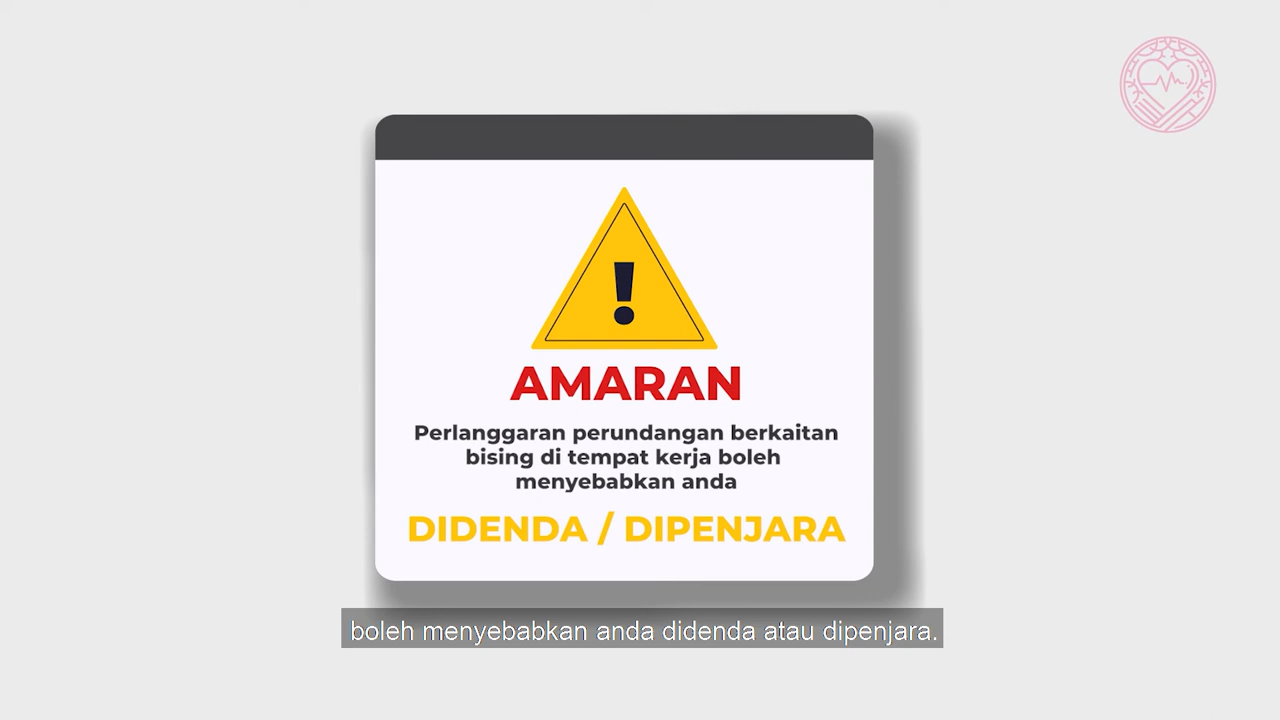 !
AMARAN
Perlanggaran perundangan berkaitan
bising di tempat kerja boleh
menyebabkan anda
DIDENDA / DIPENJARA
boleh menyebabkan anda didenda atau dipenjara.